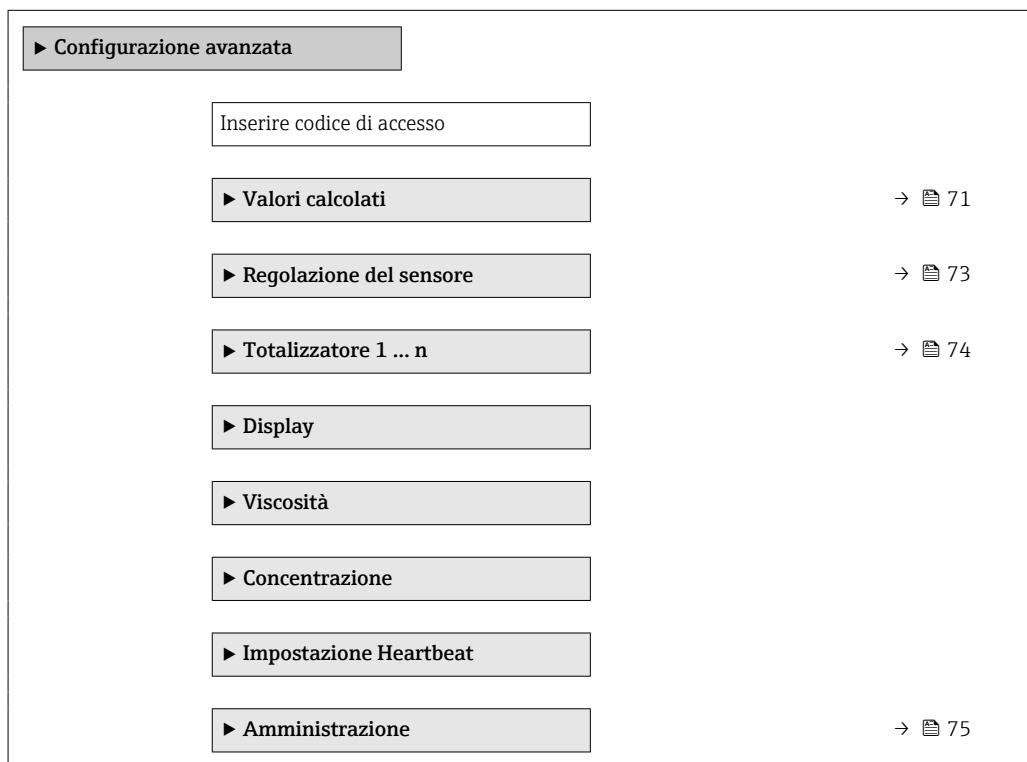 ► Configurazione avanzata
Inserire codice di accesso
► Valori calcolati → 71
► Regolazione del sensore → 73
► Totalizzatore 1 … n → 74
► Display
► Viscosità
► Concentrazione
► Impostazione Heartbeat
► Amministrazione → 75